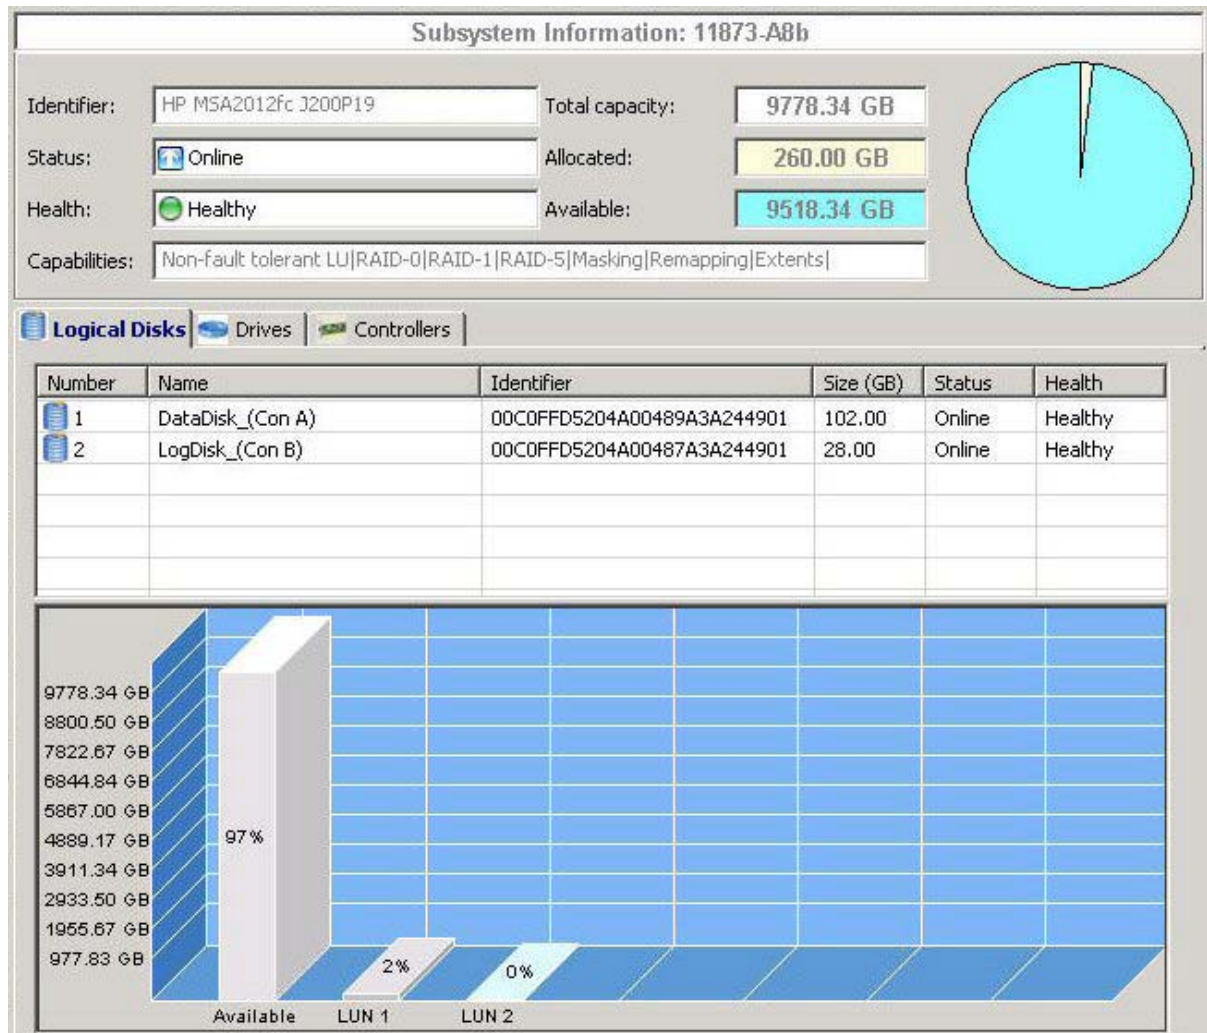 Subsystem Information: 11873-A8b
Identifier: HP MSA2012fc J200P19 Total capacity: 9778.34 GB
Status: Online Allocated: 260.00 GB
Health: Healthy Available: 9518.34 GB
Capabilities: Non-fault tolerant LU|RAID-0|RAID-1|RAID-5|Masking|Remapping|Extents|
Logical Disks Drives Controllers
Number Name Identifier Size (GB) Status Health
1 DataDisk_(Con A) 00C0FFD5204A00489A3A244901 102.00 Online Healthy
2 LogDisk_(Con B) 00C0FFD5204A00487A3A244901 28.00 Online Healthy
9778.34 GB
8800.50 GB
7822.67 GB
6844.84 GB
5867.00 GB
4889.17 GB
3911.34 GB
2933.50 GB
1955.67 GB
977.83 GB
97%
2%
0%
Available LUN 1 LUN 2